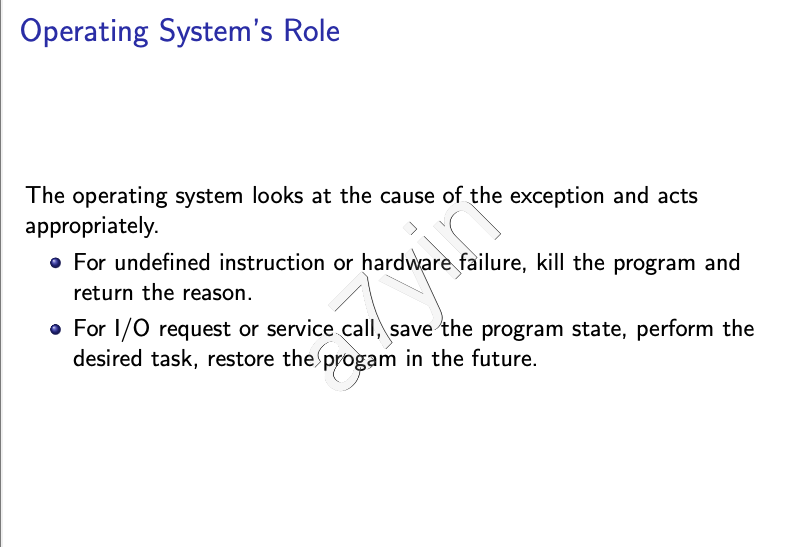 Operating System's Role
The operating system looks at the cause of the exception and acts
appropriately.
For undefined instruction or hardware failure, kill the program and
return the reason.
For I/O request or service call, save the program state, perform the
desired task, restore the progam in the future.
a7yin